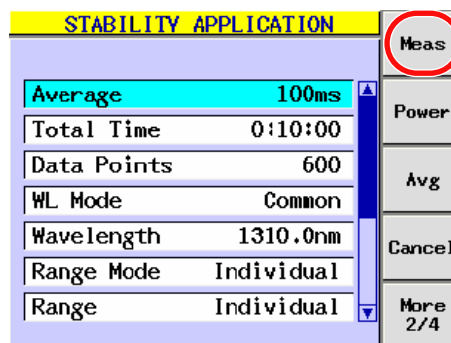 STABILITY APPLICATION
Average 100ms
Total Time 0:10:00
Data Points 600
WL Mode Common
Wavelength 1310.0nm
Range Mode Individual
Range Individual
Meas
Power
Avg
Cancel
More
2/4